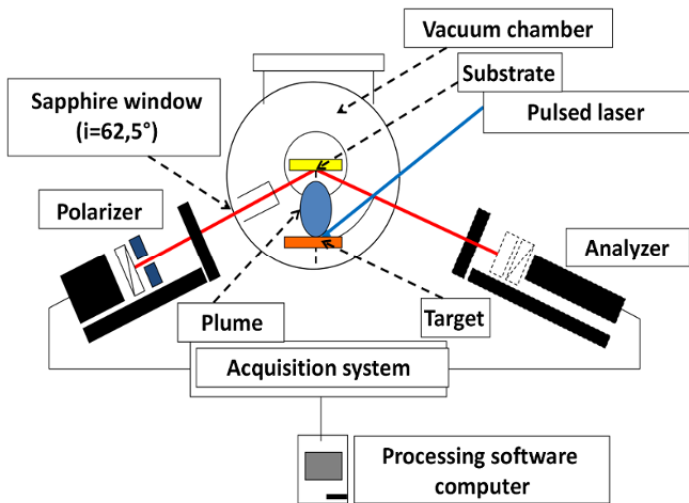 Vacuum chamber
Substrate
Pulsed laser
Sapphire window
(i=62,5°)
Polarizer
Analyzer
Plume
Target
Acquisition system
Processing software
computer